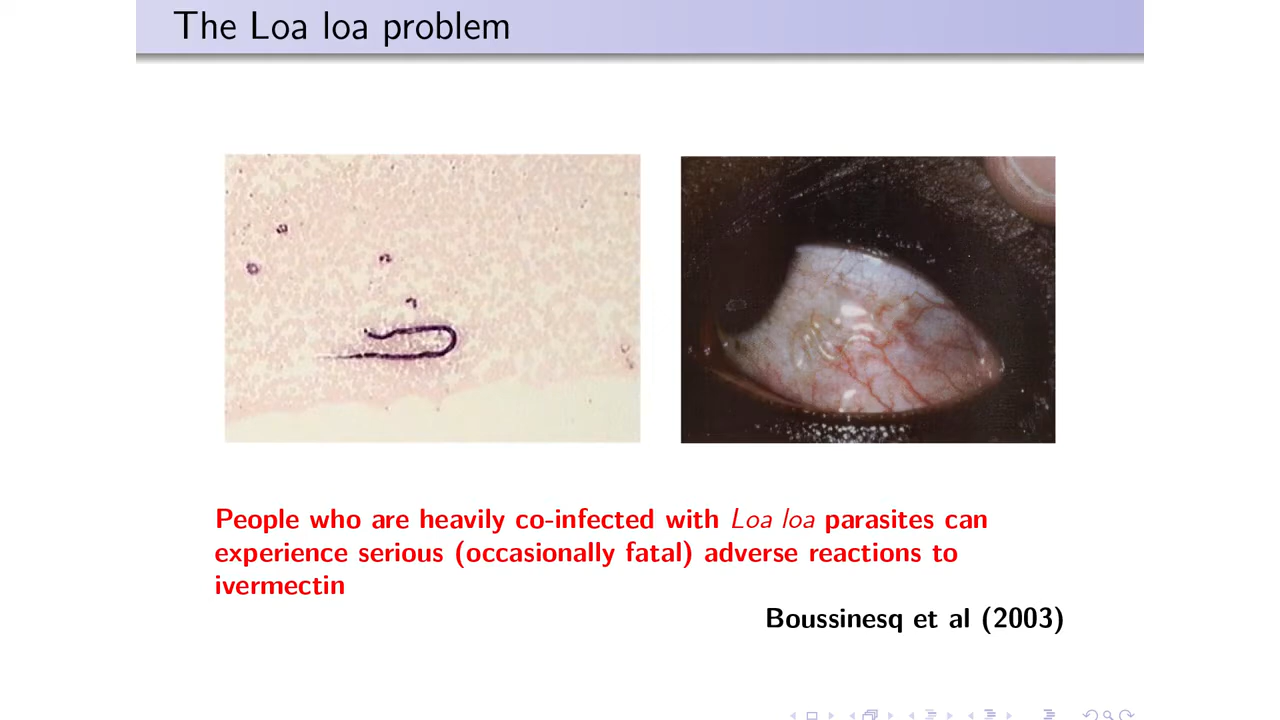 The Loa loa problem
People who are heavily co-infected with Loa loa parasites can
experience serious (occasionally fatal) adverse reactions to
ivermectin
Boussinesq et al (2003)